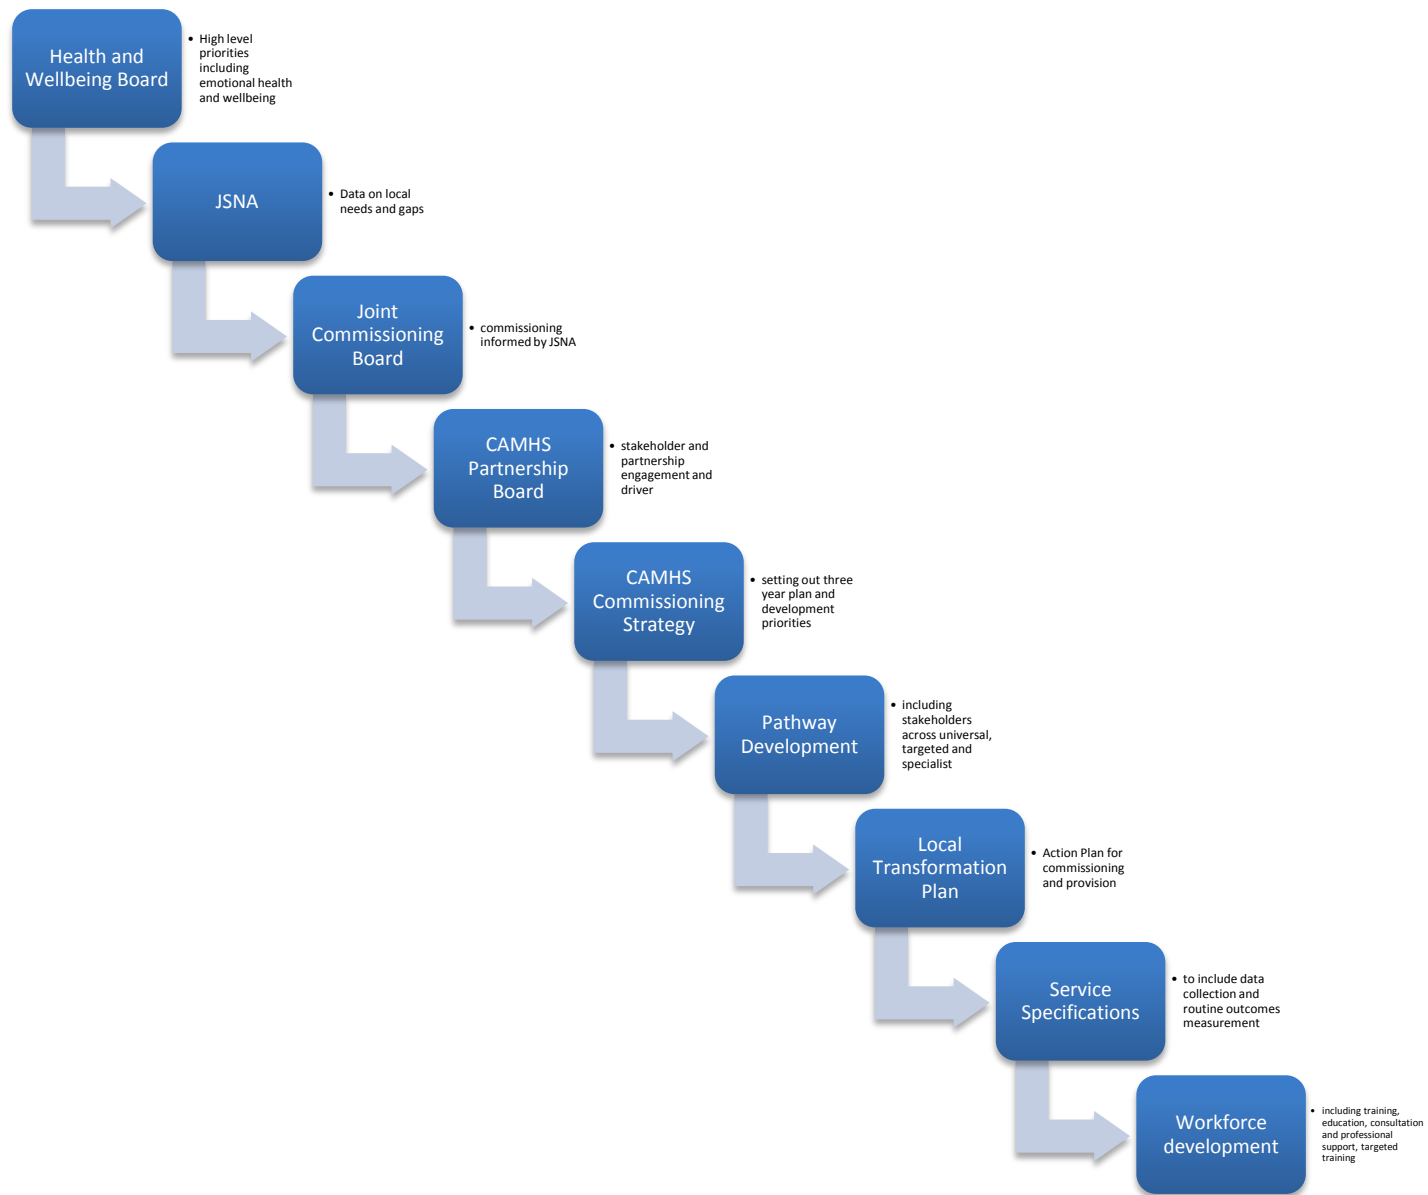 Health and
Wellbeing Board
• High level
priorities
including
emotional health
and wellbeing
JSNA
• Data on local
needs and gaps
Joint
Commissioning
Board
• commissioning
informed by JSNA
CAMHS
Partnership
Board
• stakeholder and
partnership
engagement and
driver
CAMHS
Commissioning
Strategy
• setting out three
year plan and
development
priorities
Pathway
Development
• including
stakeholders
across universal,
targeted and
specialist
Local
Transformation
Plan
• Action Plan for
commissioning
and provision
Service
Specifications
• to include data
collection and
routine outcomes
measurement
Workforce
development
• including training,
education, consultation
and professional
support, targeted
training